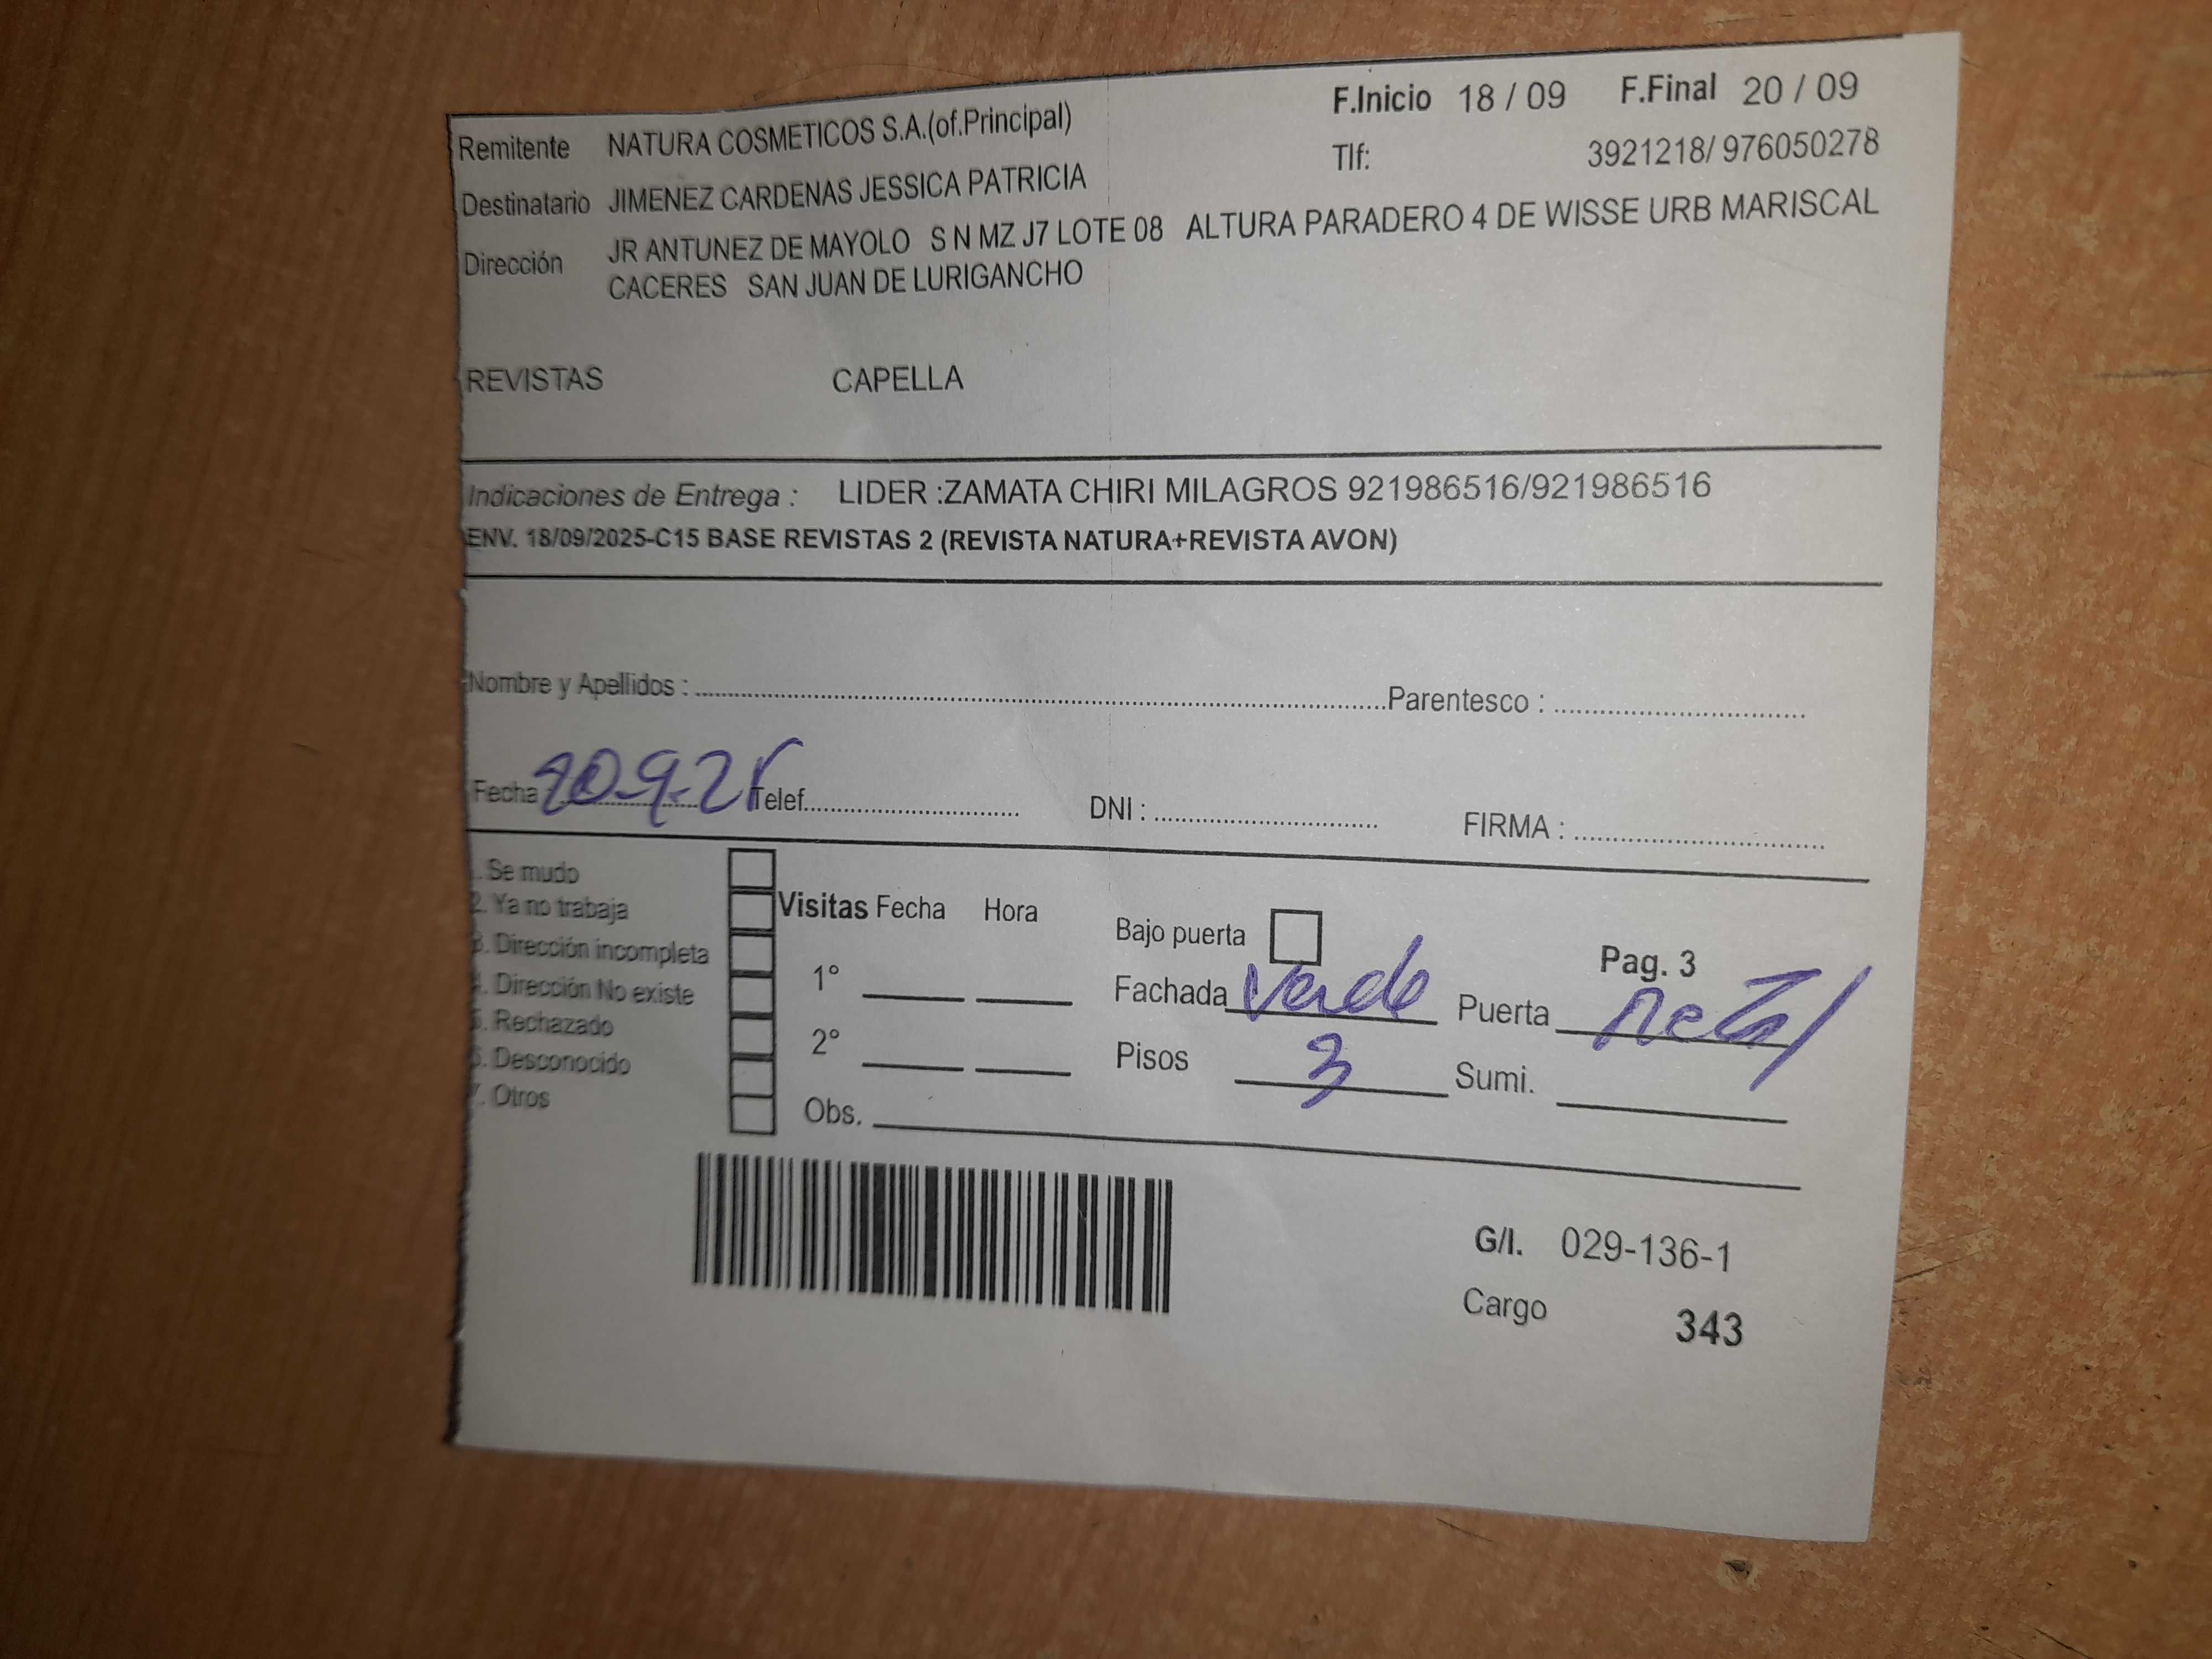 F.Inicio 18 / 09 F.Final 20 / 09
Remitente NATURA COSMETICOS S.A.(of.Principal)
Tlf: 3921218/ 976050278
Destinatario JIMENEZ CARDENAS JESSICA PATRICIA
Dirección JR ANTUNEZ DE MAYOLO S N MZ J7 LOTE 08 ALTURA PARADERO 4 DE WISSE URB MARISCAL
CACERES SAN JUAN DE LURIGANCHO
REVISTAS CAPELLA
Indicaciones de Entrega : LIDER :ZAMATA CHIRI MILAGROS 921986516/921986516
ENV. 18/09/2025-C15 BASE REVISTAS 2 (REVISTA NATURA+REVISTA AVON)
Nombre y Apellidos : Parentesco :
Fecha 20-9-25 Telef. DNI : FIRMA :
1. Se mudo
2. Ya no trabaja
3. Dirección incompleta
4. Dirección No existe
5. Rechazado
6. Desconocido
7. Otros
Visitas Fecha Hora
1°
2°
Obs.
Bajo puerta
Pag. 3
Fachada Verde Puerta Metal
Pisos 3 Sumi.
G/I. 029-136-1
Cargo 343